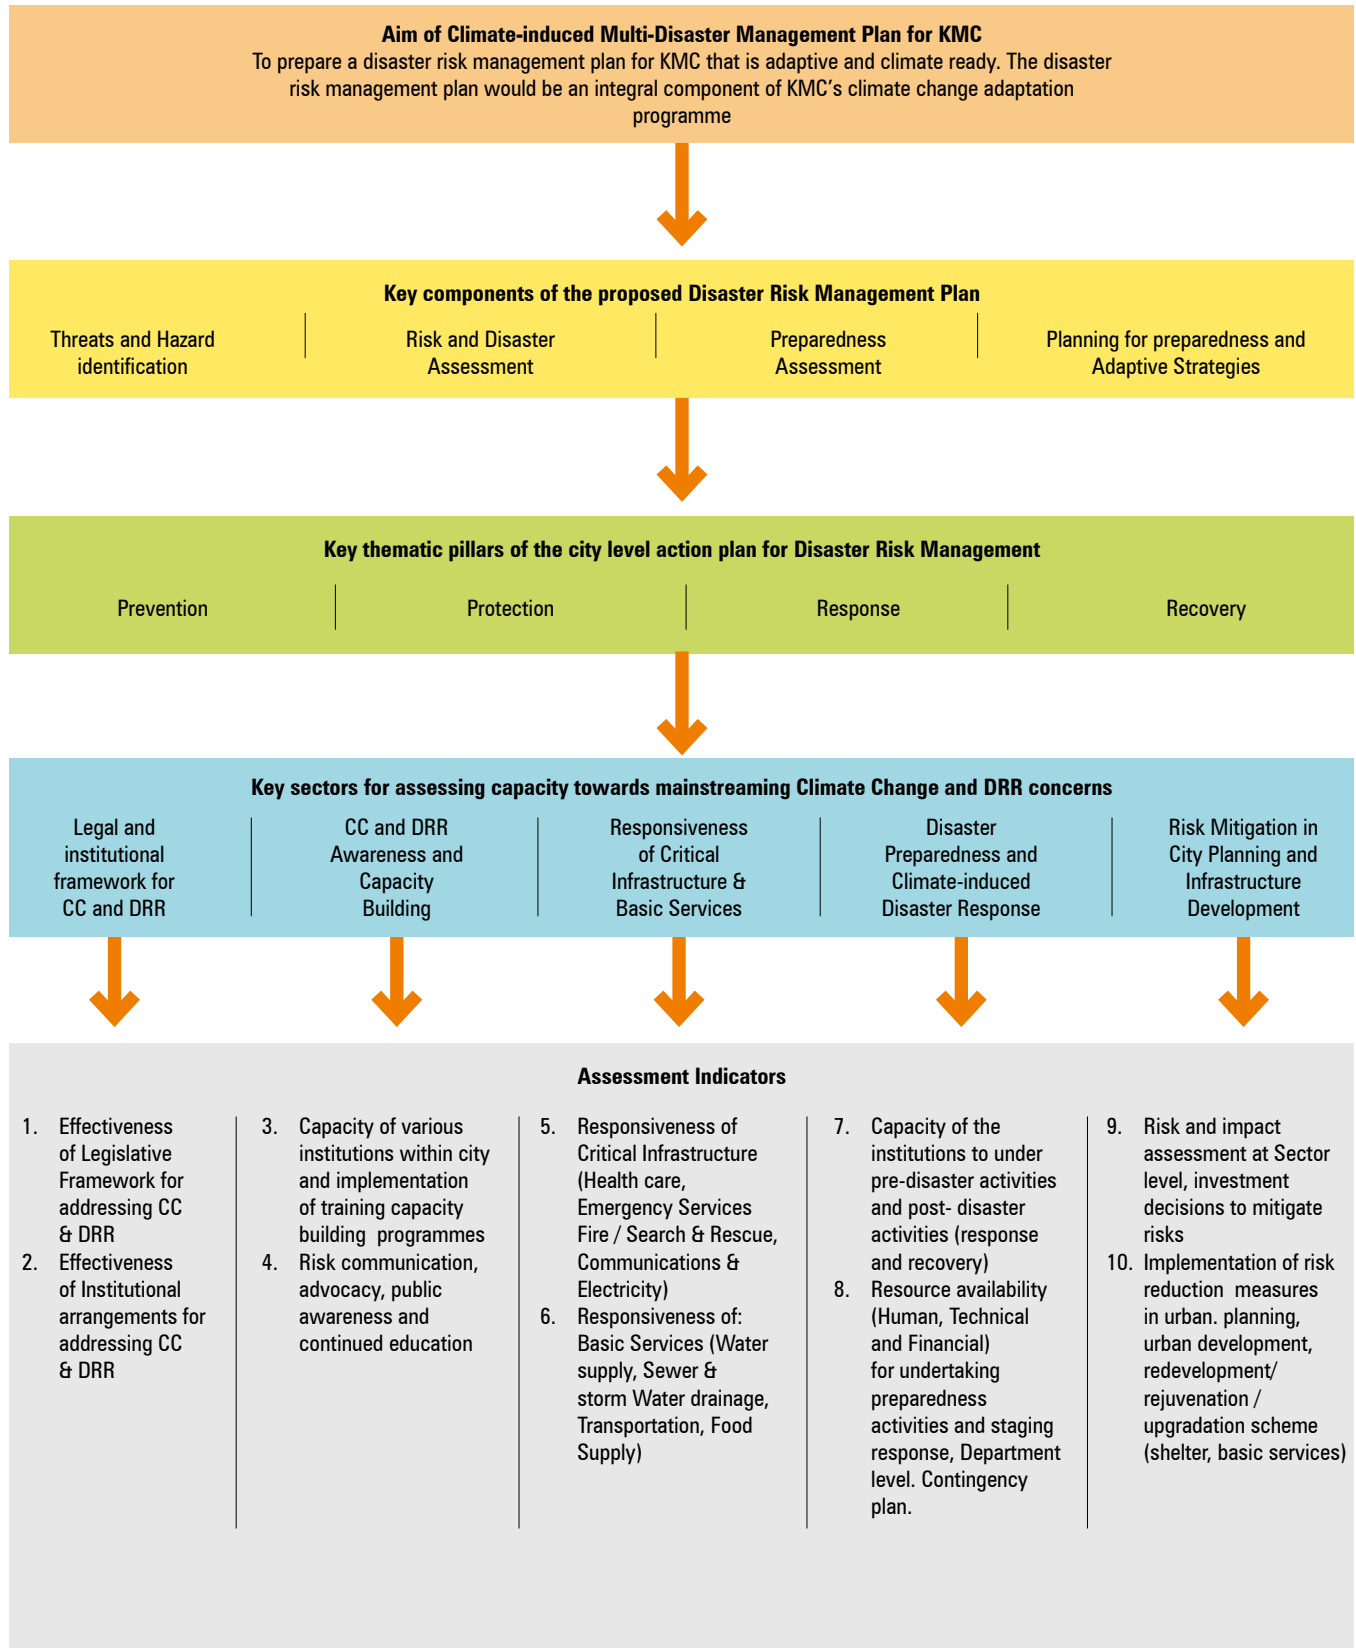 Aim of Climate-induced Multi-Disaster Management Plan for KMC
To prepare a disaster risk management plan for KMC that is adaptive and climate ready. The disaster
risk management plan would be an integral component of KMC's climate change adaptation
programme
Key components of the proposed Disaster Risk Management Plan
Threats and Hazard
identification
Risk and Disaster
Assessment
Preparedness
Assessment
Planning for preparedness and
Adaptive Strategies
Key thematic pillars of the city level action plan for Disaster Risk Management
Prevention
Protection
Response
Recovery
Key sectors for assessing capacity towards mainstreaming Climate Change and DRR concerns
Legal and
institutional
framework for
CC and DRR
CC and DRR
Awareness and
Capacity
Building
Responsiveness
of Critical
Infrastructure &
Basic Services
Disaster
Preparedness and
Climate-induced
Disaster Response
Risk Mitigation in
City Planning and
Infrastructure
Development
Assessment Indicators
1. Effectiveness
of Legislative
Framework for
addressing CC
& DRR
2. Effectiveness
of Institutional
arrangements for
addressing CC
& DRR
3. Capacity of various
institutions within city
and implementation
of training capacity
building programmes
4. Risk communication,
advocacy, public
awareness and
continued education
5. Responsiveness of
Critical Infrastructure
(Health care,
Emergency Services
Fire / Search & Rescue,
Communications &
Electricity)
6. Responsiveness of:
Basic Services (Water
supply, Sewer &
storm Water drainage,
Transportation, Food
Supply)
7. Capacity of the
institutions to under
pre-disaster activities
and post- disaster
activities (response
and recovery)
8. Resource availability
(Human, Technical
and Financial)
for undertaking
preparedness
activities and staging
response, Department
level. Contingency
plan.
9. Risk and impact
assessment at Sector
level, investment
decisions to mitigate
risks
10. Implementation of risk
reduction measures
in urban. planning,
urban development,
redevelopment/
rejuvenation /
upgradation scheme
(shelter, basic services)